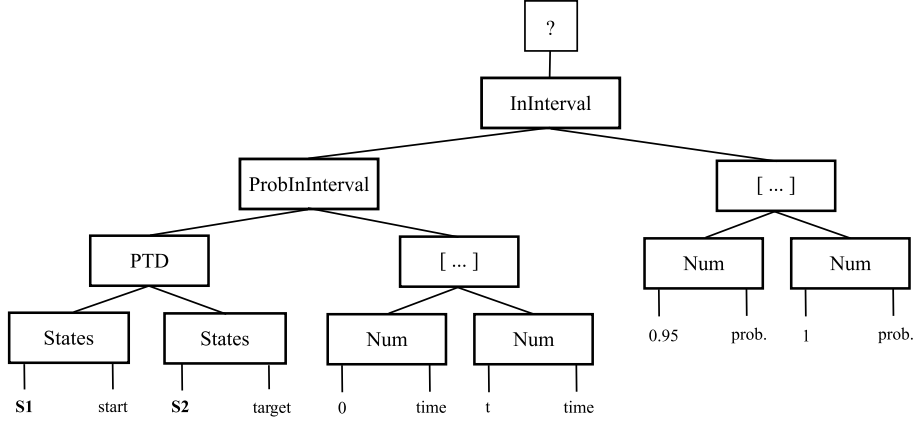 ?
InInterval
ProbInInterval
[ ... ]
PTD
[ ... ]
Num
Num
States
States
Num
Num
0.95
prob.
1
prob.
S1
start
S2
target
0
time
t
time